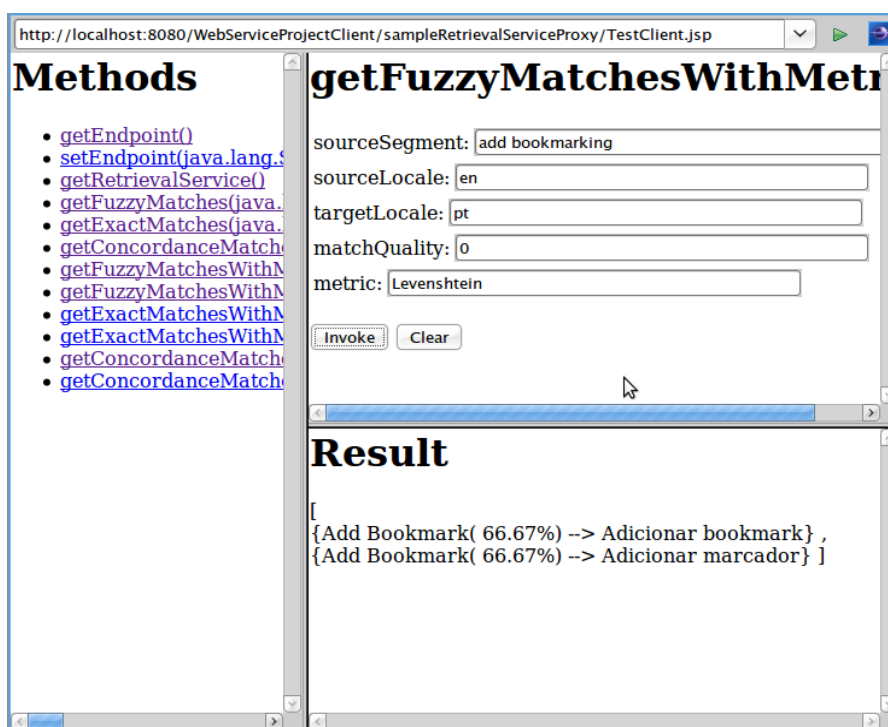 http://localhost:8080/WebServiceProjectClient/sampleRetrievalServiceProxy/TestClient.jsp
Methods
getEndpoint()
setEndpoint(java.lang.S
getRetrievalService()
getFuzzyMatches(java.
getExactMatches(java.
getConcordanceMatche
getFuzzyMatchesWithM
getFuzzyMatchesWithM
getExactMatchesWithM
getExactMatchesWithM
getConcordanceMatche
getConcordanceMatche
getFuzzyMatchesWithMetr
sourceSegment: add bookmarking
sourceLocale: en
targetLocale: pt
matchQuality: 0
metric: Levenshtein
Invoke Clear
Result
[
{Add Bookmark( 66.67%) --> Adicionar bookmark} ,
{Add Bookmark( 66.67%) --> Adicionar marcador} ]